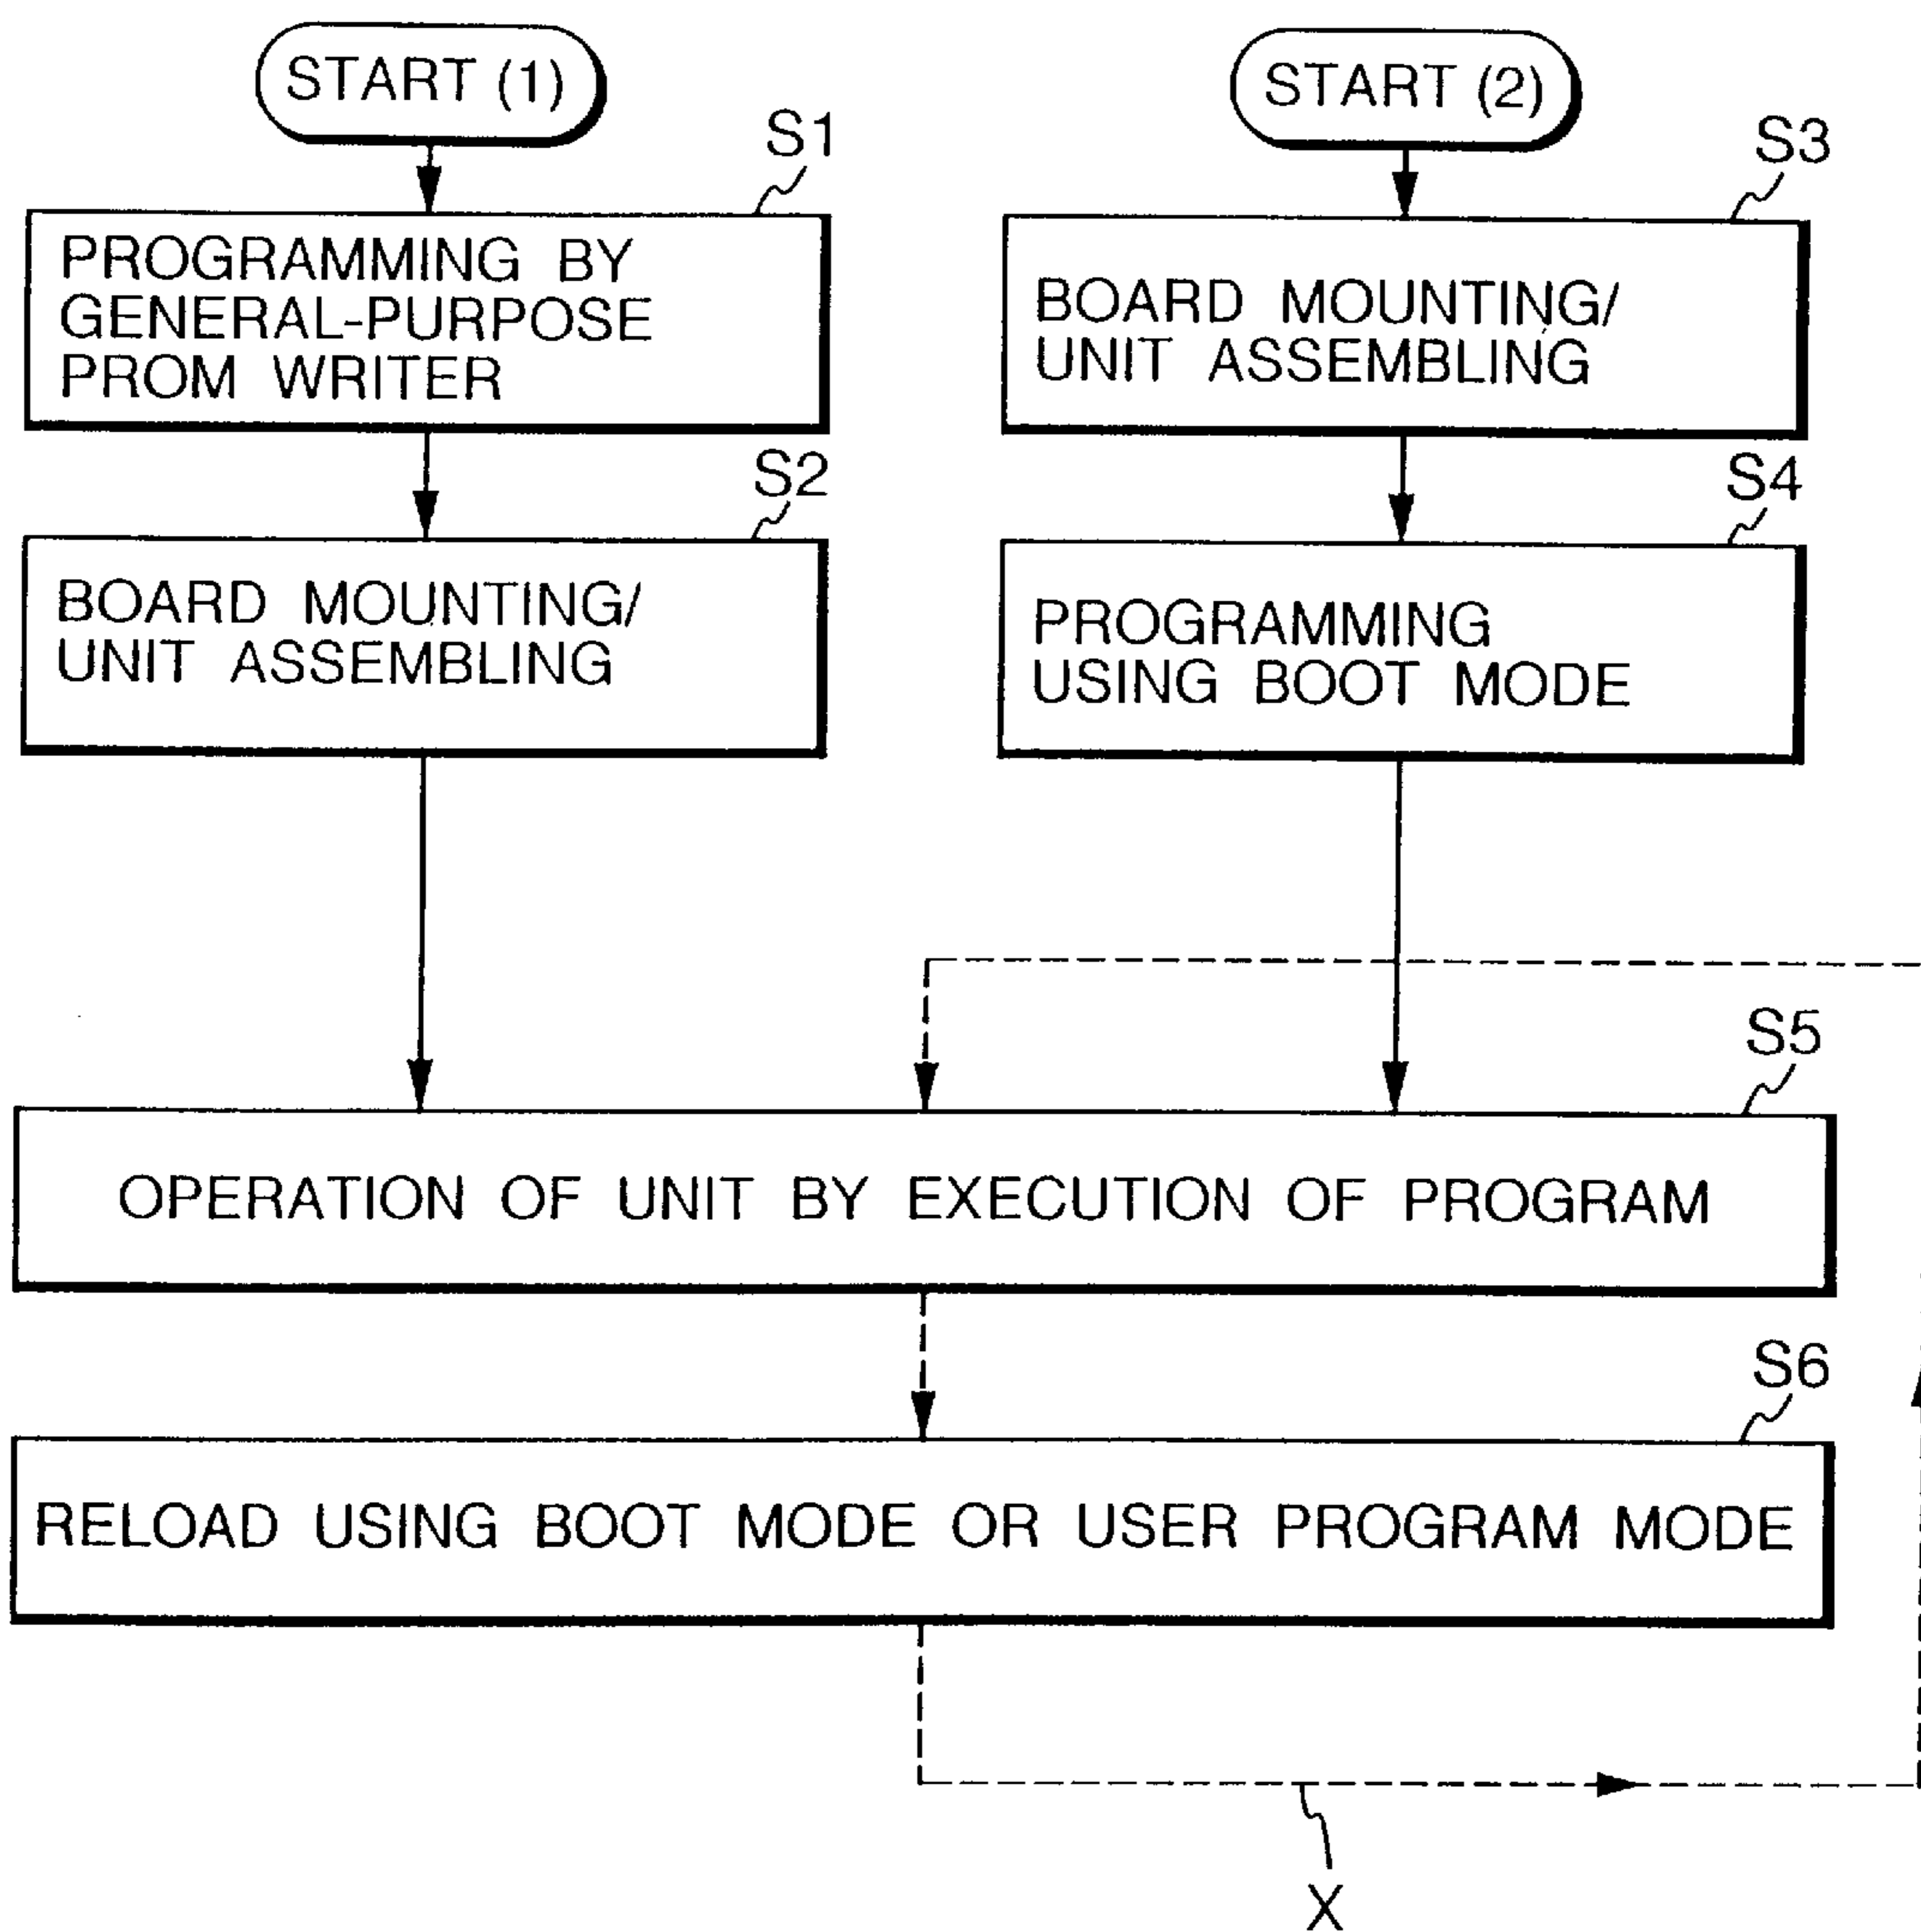 START (1)
S1
PROGRAMMING BY
GENERAL-PURPOSE
PROM WRITER
S2
BOARD MOUNTING/
UNIT ASSEMBLING
START (2)
S3
BOARD MOUNTING/
UNIT ASSEMBLING
S4
PROGRAMMING
USING BOOT MODE
S5
OPERATION OF UNIT BY EXECUTION OF PROGRAM
S6
RELOAD USING BOOT MODE OR USER PROGRAM MODE
X